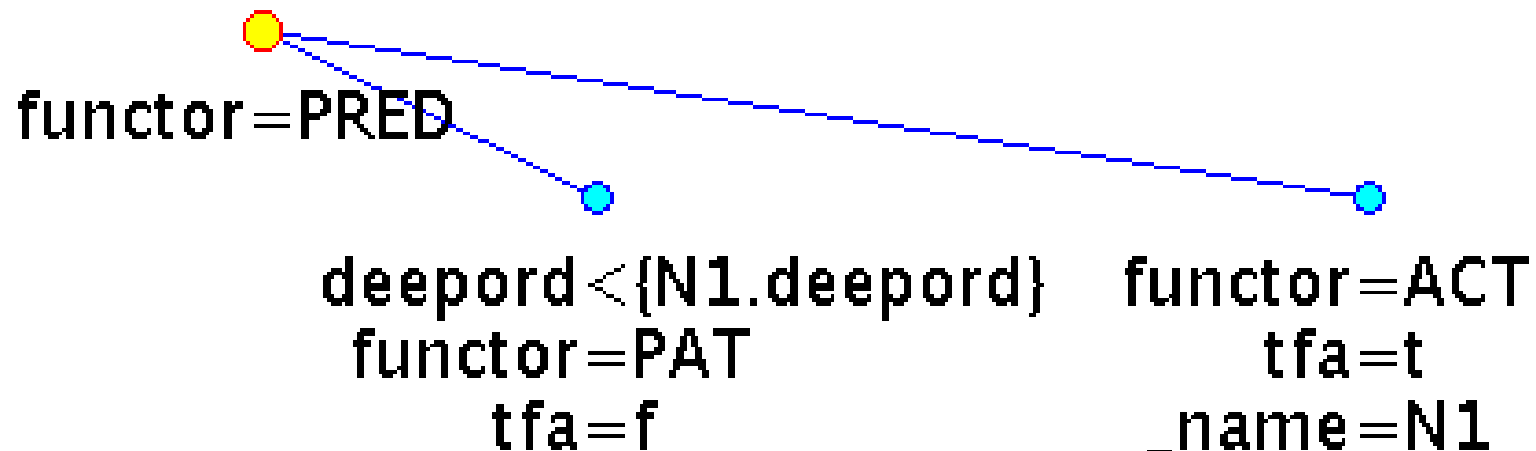 functor=PRED
deepord<{N1.deepord}
functor=PAT
tfa=f
functor=ACT
tfa=t
_name=N1